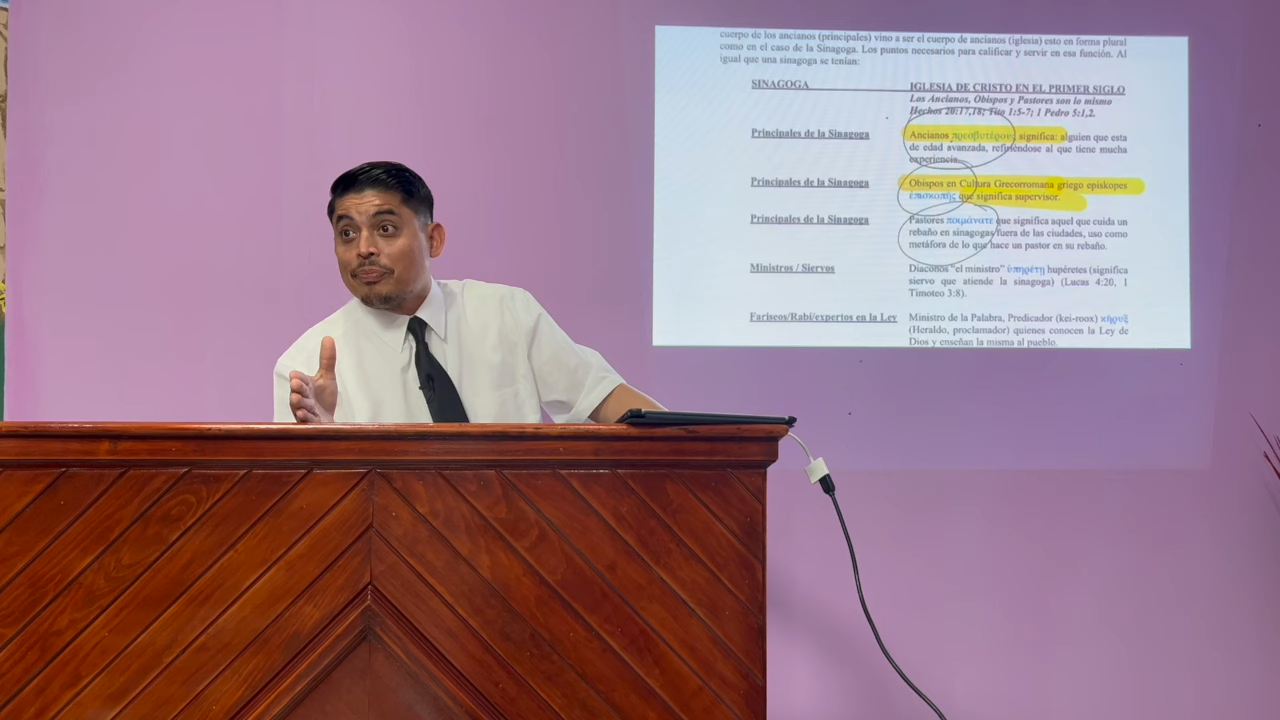 cuerpo de los ancianos (principales) vino a ser el cuerpo de ancianos (iglesia) esto en forma plural
como en el caso de la Sinagoga. Los puntos necesarios para calificar y servir en esa función. Al
igual que una sinagoga se tenían:
SINAGOGA
IGLESIA DE CRISTO EN EL PRIMER SIGLO
Los Ancianos, Obispos y Pastores son lo mismo
Hechos 20:17,18; Tito 1:5-7; 1 Pedro 5:1,2.
Principales de la Sinagoga
Ancianos πρεσβυτέρους significa: alguien que esta
de edad avanzada, refiriéndose al que tiene mucha
experiencia.
Principales de la Sinagoga
Obispos en Cultura Grecorromana griego episkopes
ἐπισκοπῆς que significa supervisor.
Principales de la Sinagoga
Pastores ποιμάνατε que significa aquel que cuida un
rebaño en sinagogas fuera de las ciudades, uso como
metáfora de lo que hace un pastor en su rebaño.
Ministros / Siervos
Diaconos "el ministro" ὑπηρέτῃ hupéretes (significa
siervo que atiende la sinagoga) (Lucas 4:20, 1
Timoteo 3:8).
Fariseos/Rabi/expertos en la Ley
Ministro de la Palabra, Predicador (kei-roox) κῆρυξ
(Heraldo, proclamador) quienes conocen la Ley de
Dios y enseñan la misma al pueblo.